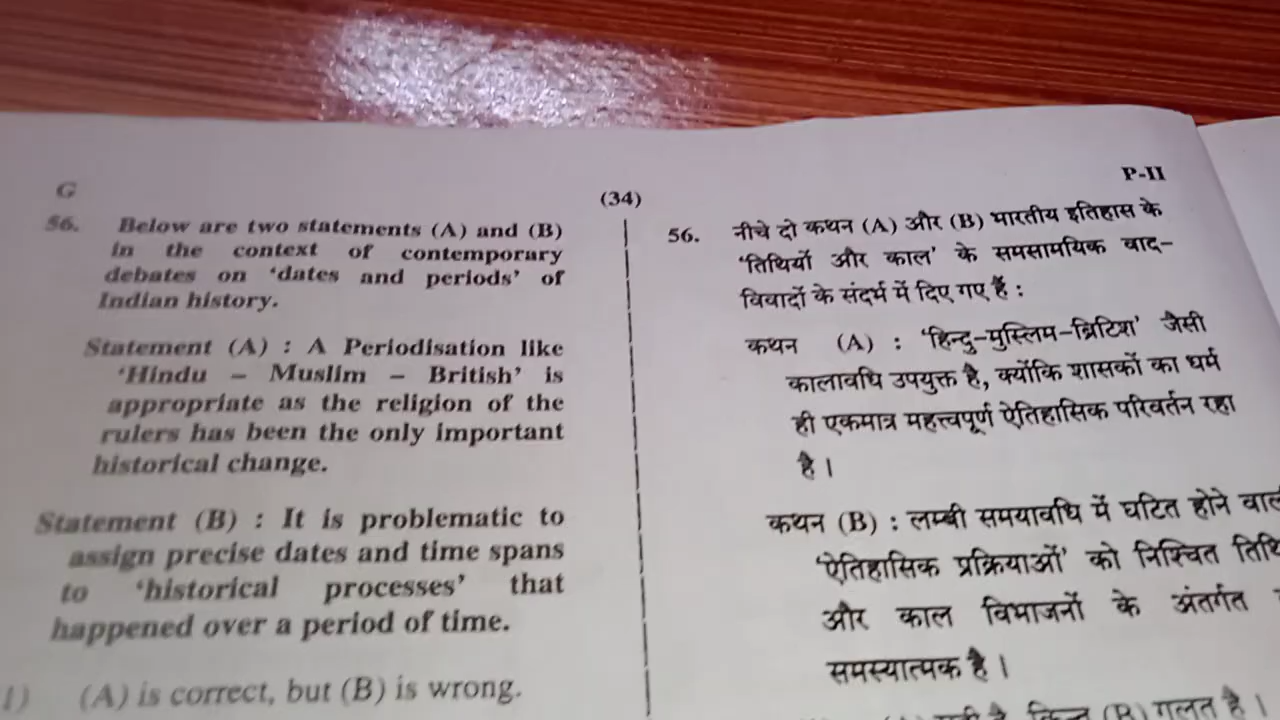 G
(34)
P-II
56. Below are two statements (A) and (B)
in the context of contemporary
debates on 'dates and periods' of
Indian history.
Statement (A) : A Periodisation like
'Hindu – Muslim – British' is
appropriate as the religion of the
rulers has been the only important
historical change.
Statement (B) : It is problematic to
assign precise dates and time spans
to 'historical processes' that
happened over a period of time.
1) (A) is correct, but (B) is wrong.
56. नीचे दो कथन (A) और (B) भारतीय इतिहास के
'तिथियों और काल' के समसामयिक वाद-
विवादों के संदर्भ में दिए गए हैं :
कथन (A) : 'हिन्दु-मुस्लिम-ब्रिटिश' जैसी
कालावधि उपयुक्त है, क्योंकि शासकों का धर्म
ही एकमात्र महत्त्वपूर्ण ऐतिहासिक परिवर्तन रहा
है ।
कथन (B) : लम्बी समयावधि में घटित होने
'ऐतिहासिक प्रक्रियाओं' को निश्चित
और काल विभाजनों के अंतर्गत
समस्यात्मक है ।
(B) गलत है ।